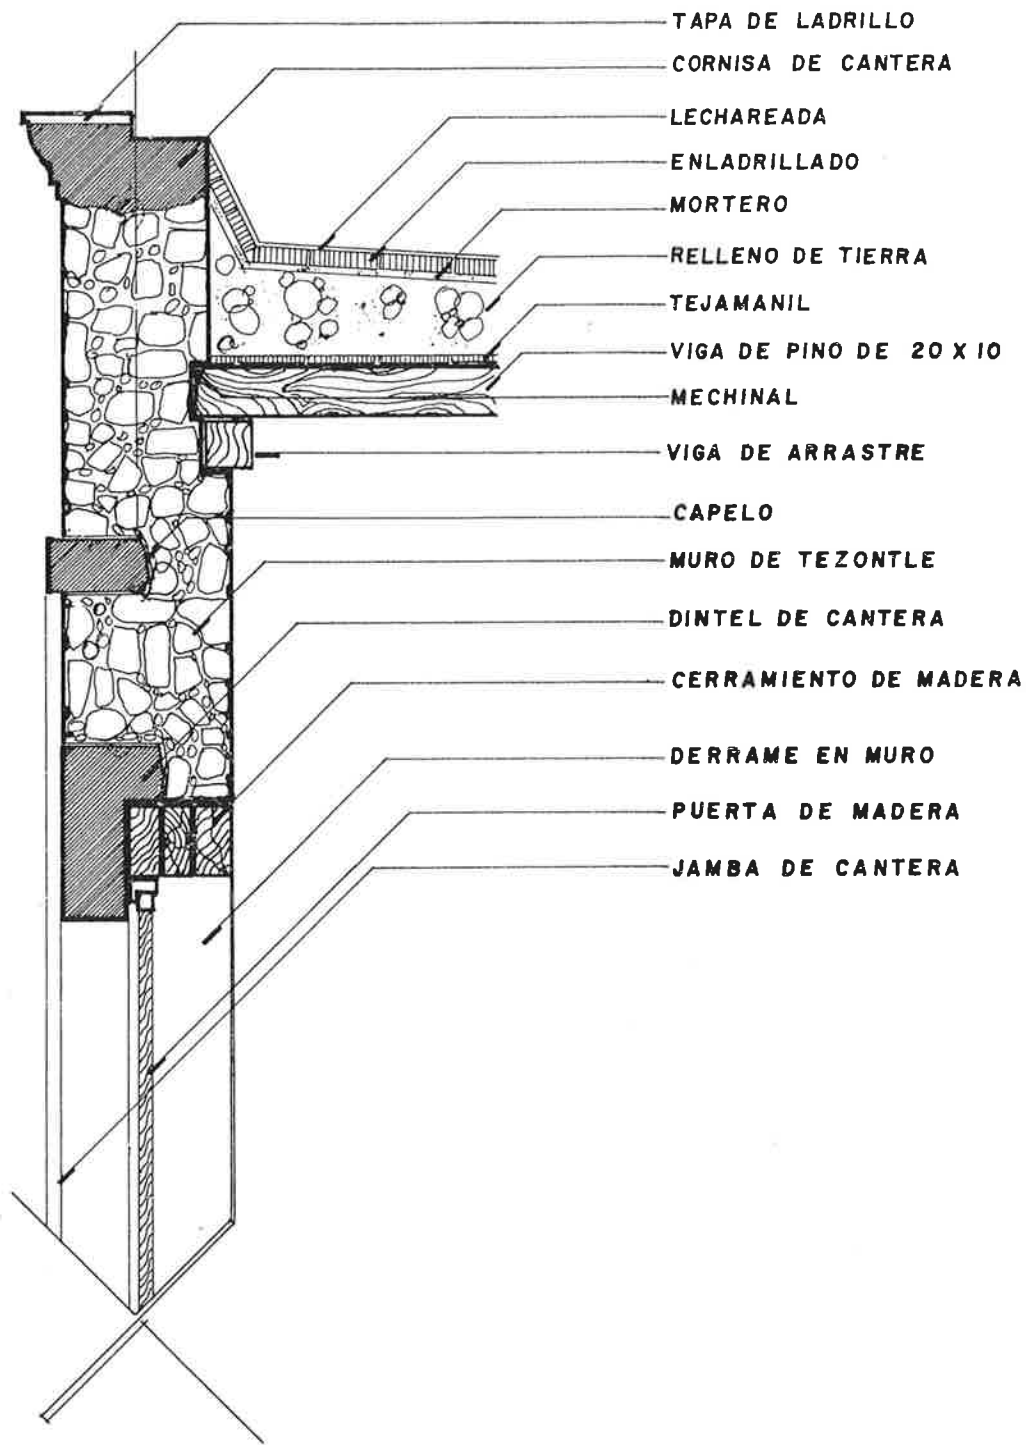 TAPA DE LADRILLO
CORNISA DE CANTERA
LECHAREADA
ENLADRILLADO
MORTERO
RELLENO DE TIERRA
TEJAMANIL
VIGA DE PINO DE 20 X 10
MECHINAL
VIGA DE ARRASTRE
CAPELO
MURO DE TEZONTLE
DINTEL DE CANTERA
CERRAMIENTO DE MADERA
DERRAME EN MURO
PUERTA DE MADERA
JAMBA DE CANTERA